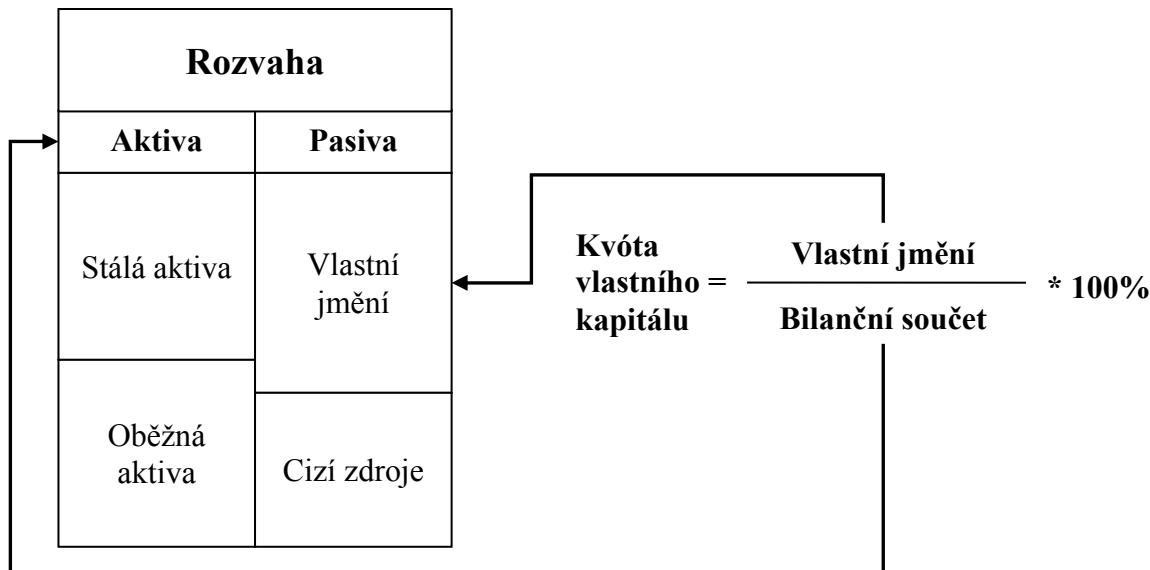 Rozvaha
Aktiva
Pasiva
Stálá aktiva
Vlastní
jmění
Oběžná
aktiva
Cizí zdroje
Kvóta
vlastního =
kapitálu
Vlastní jmění
Bilanční součet
* 100%